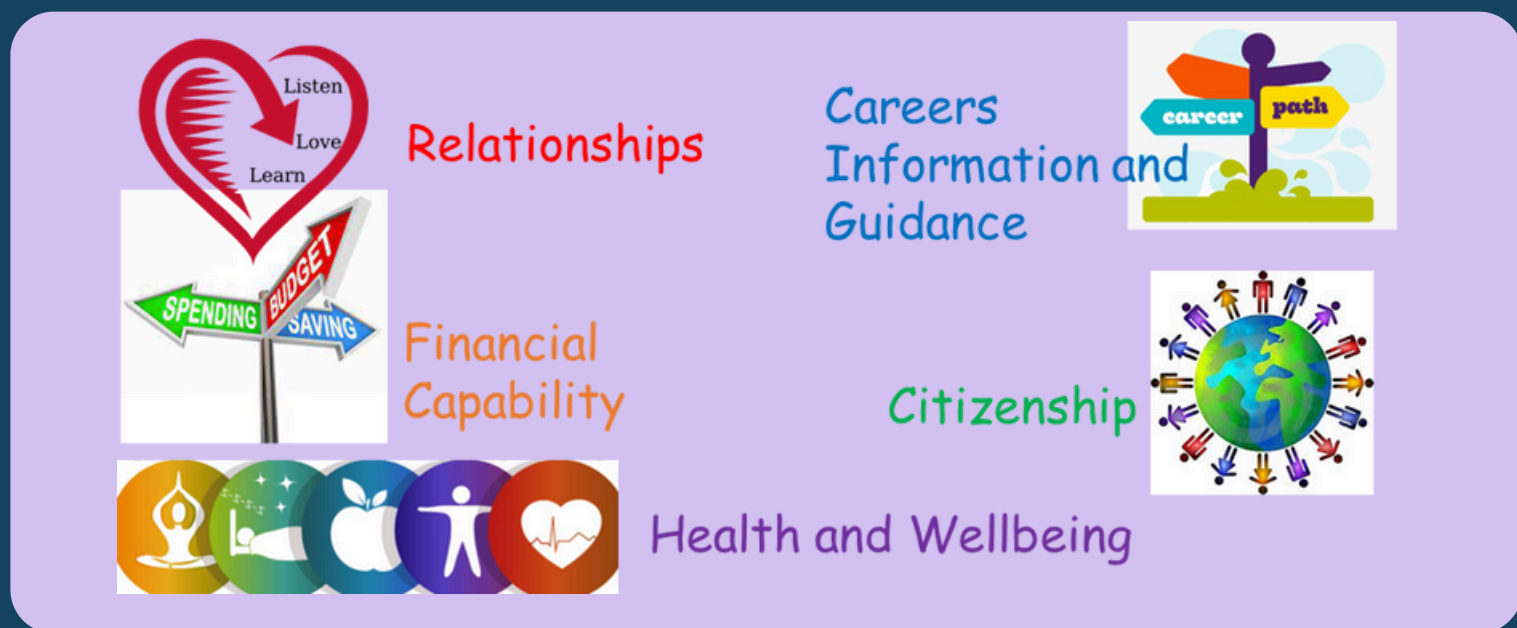 Listen
Love
Learn
Relationships
Careers
Information and
Guidance
career
path
SPENDING
BUDGET
SAVING
Financial
Capability
Citizenship
Health and Wellbeing